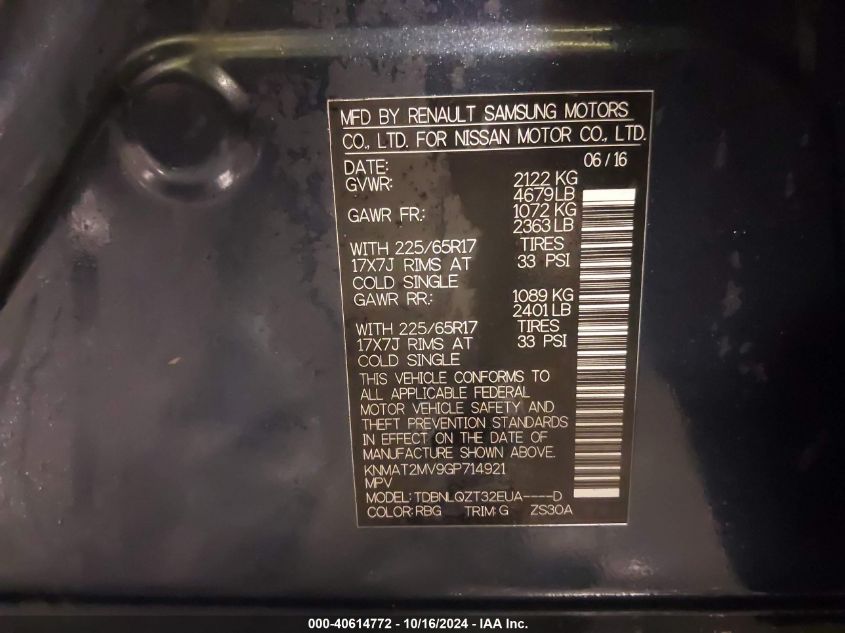 MFD BY RENAULT SAMSUNG MOTORS
CO., LTD. FOR NISSAN MOTOR CO., LTD.
DATE: 06/16
GVWR: 2122 KG
4679 LB
GAWR FR.: 1072 KG
2363 LB
WITH 225/65R17 TIRES
17X7J RIMS AT 33 PSI
COLD SINGLE
GAWR RR.: 1089 KG
2401 LB
WITH 225/65R17 TIRES
17X7J RIMS AT 33 PSI
COLD SINGLE
THIS VEHICLE CONFORMS TO
ALL APPLICABLE FEDERAL
MOTOR VEHICLE SAFETY AND
THEFT PREVENTION STANDARDS
IN EFFECT ON THE DATE OF
MANUFACTURE SHOWN ABOVE.
KNMAT2MV9GP714921
MPV
MODEL: TDBNLQZT32EUA----D
COLOR: RBG TRIM: G ZS30A
000-40614772 - 10/16/2024 - IAA Inc.